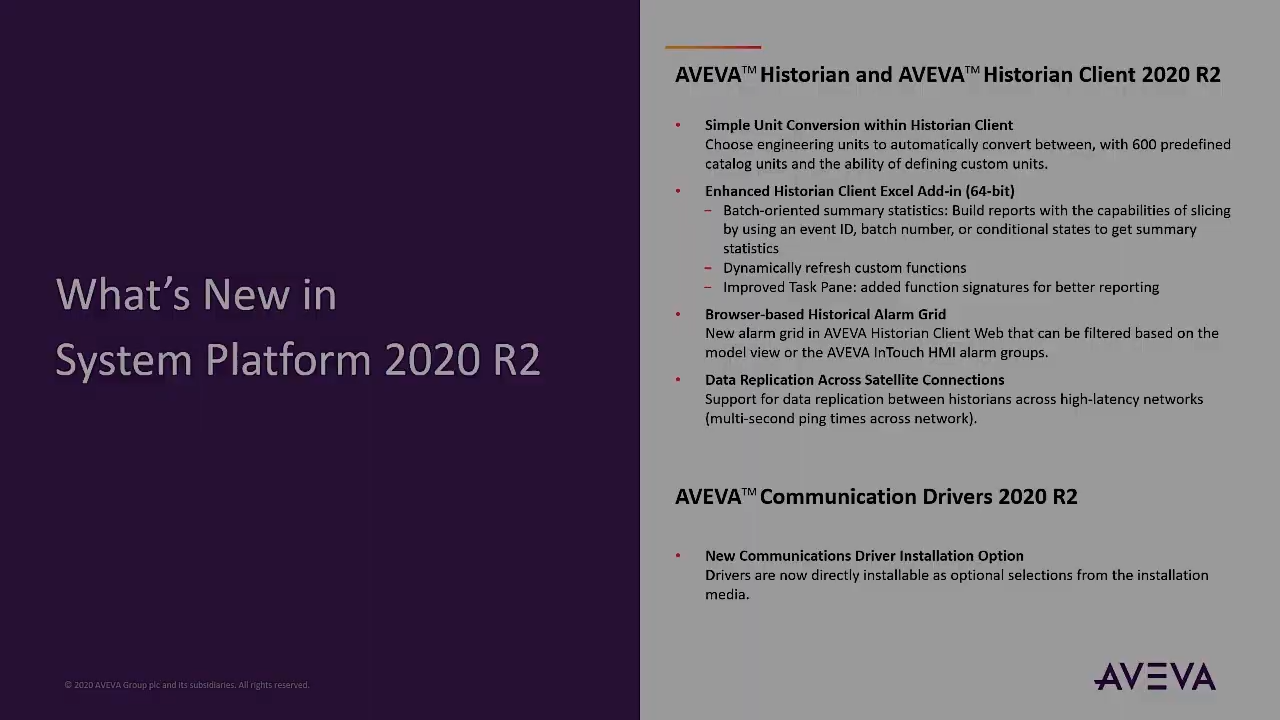 What's New in
System Platform 2020 R2
© 2020 AVEVA Group plc and its subsidiaries. All rights reserved.
AVEVA™ Historian and AVEVA™ Historian Client 2020 R2
• Simple Unit Conversion within Historian Client
Choose engineering units to automatically convert between, with 600 predefined
catalog units and the ability of defining custom units.
• Enhanced Historian Client Excel Add-in (64-bit)
– Batch-oriented summary statistics: Build reports with the capabilities of slicing
by using an event ID, batch number, or conditional states to get summary
statistics
– Dynamically refresh custom functions
– Improved Task Pane: added function signatures for better reporting
• Browser-based Historical Alarm Grid
New alarm grid in AVEVA Historian Client Web that can be filtered based on the
model view or the AVEVA InTouch HMI alarm groups.
• Data Replication Across Satellite Connections
Support for data replication between historians across high-latency networks
(multi-second ping times across network).
AVEVA™ Communication Drivers 2020 R2
• New Communications Driver Installation Option
Drivers are now directly installable as optional selections from the installation
media.
AVEVA